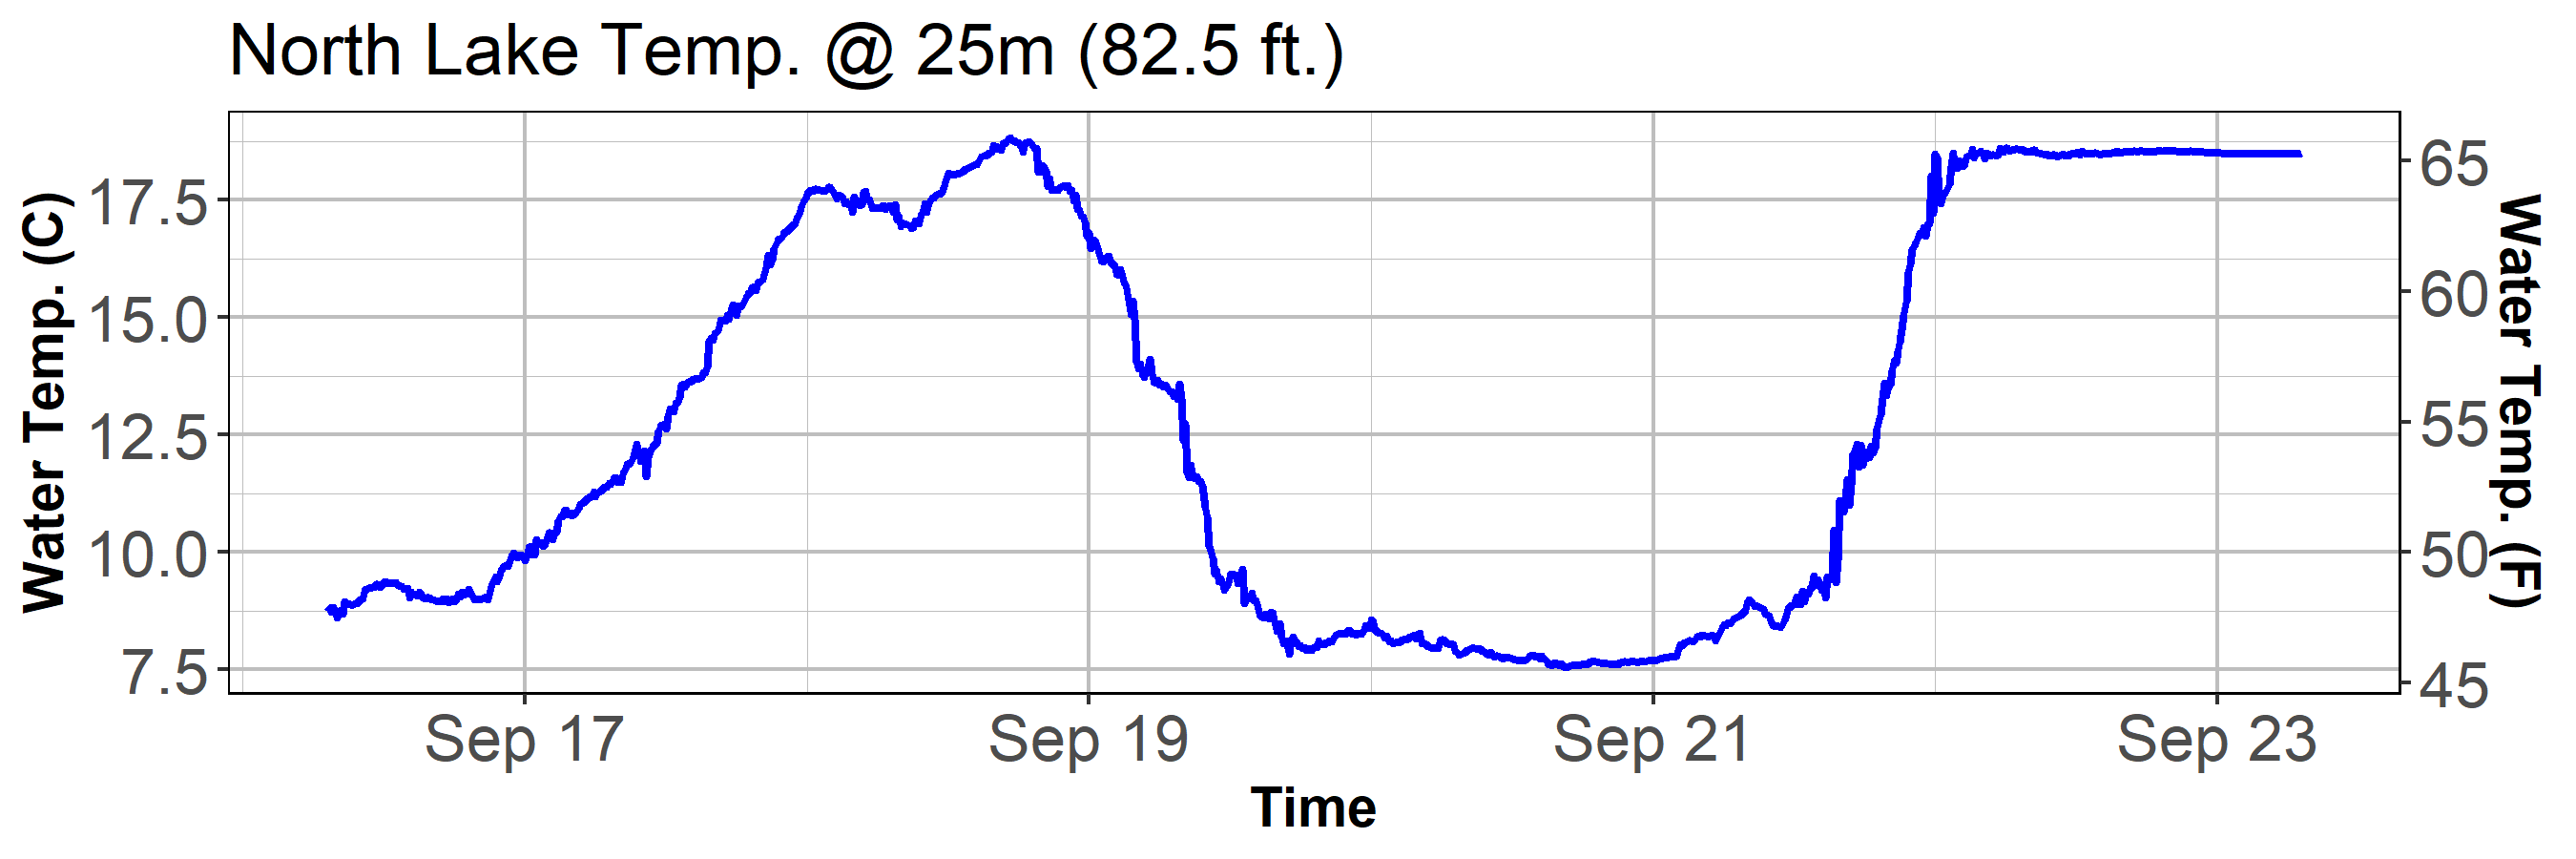 North Lake Temp. @ 25m (82.5 ft.)
Water Temp. (C)
17.5
15.0
12.5
10.0
7.5
65
60
55
50
45
Water Temp. (F)
Sep 17
Sep 19
Sep 21
Sep 23
Time